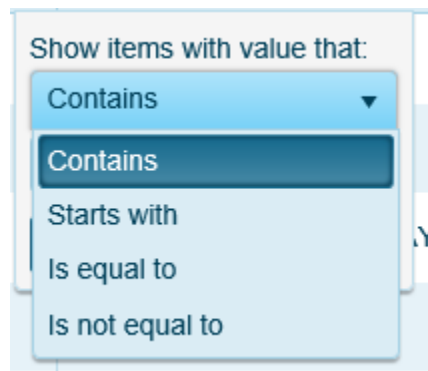 Show items with value that:
Contains
Contains
Starts with
Is equal to
Is not equal to